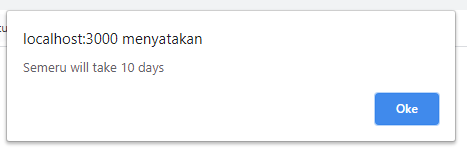 localhost:3000 menyatakan
Semeru will take 10 days
Oke